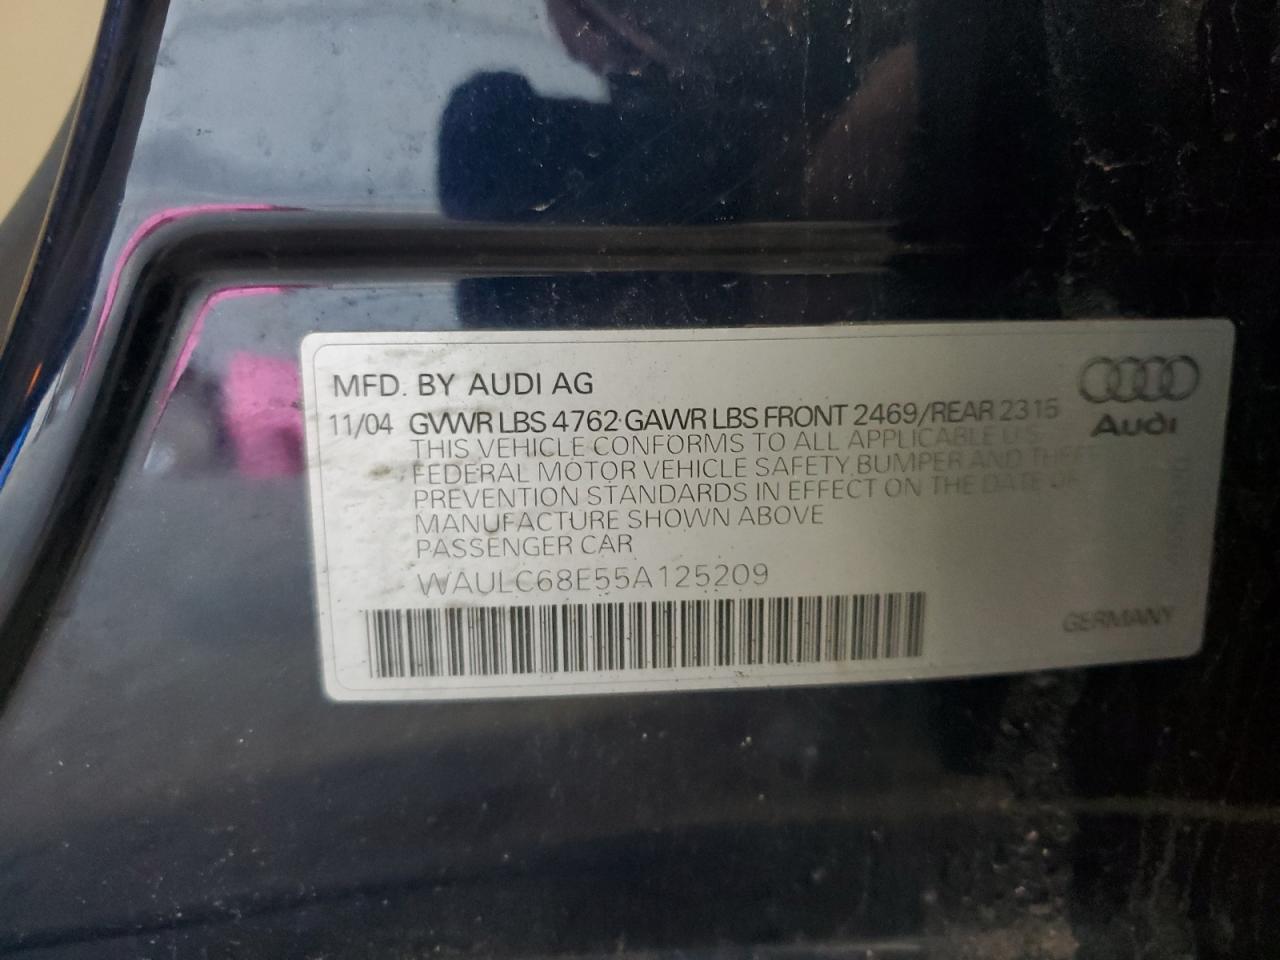 MFD. BY AUDI AG
11/04 GVWR LBS 4762·GAWR LBS FRONT 2469/REAR 2315
Audi
THIS VEHICLE CONFORMS TO ALL APPLICABLE U.S.
FEDERAL MOTOR VEHICLE SAFETY, BUMPER AND THEFT
PREVENTION STANDARDS IN EFFECT ON THE DATE OF
MANUFACTURE SHOWN ABOVE
PASSENGER CAR
WAULC68E55A125209
GERMANY